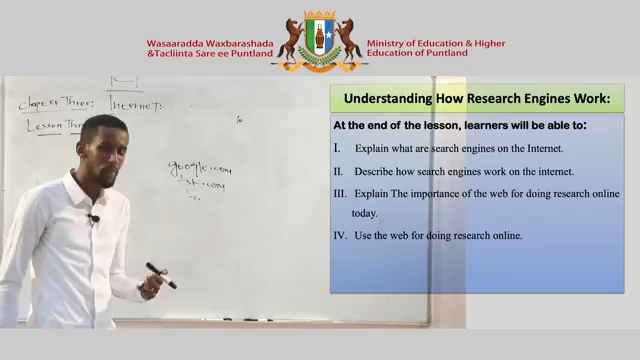 Wasaaradda Waxbarashada
&Tacliinta Sare ee Puntland
Ministry of Education & Higher
Education of Puntland
Chapter Three:
Internet:
Lesson
google.com
ask.com
Understanding How Research Engines Work:
At the end of the lesson, learners will be able to:
I. Explain what are search engines on the Internet.
II. Describe how search engines work on the internet.
III. Explain The importance of the web for doing research online
today.
IV. Use the web for doing research online.